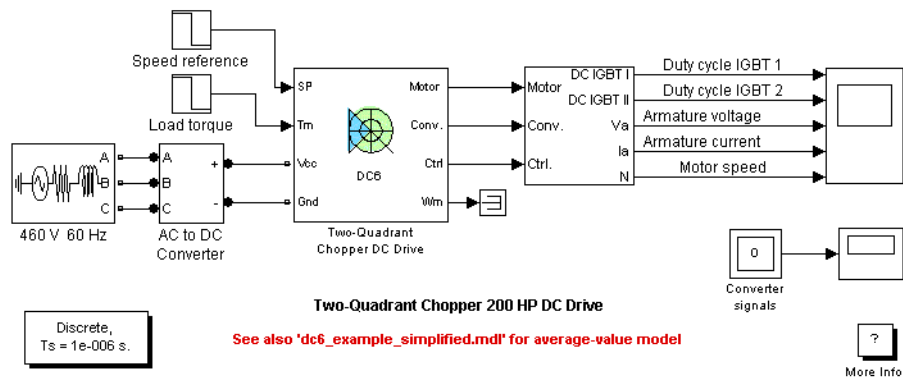 Speed reference
Load torque
A
B
C
460 V  60 Hz
A
B
C
+
-
AC to DC
Converter
SP
Tm
Vcc
Gnd
Motor
Conv.
Ctrl
Wm
DC6
Two-Quadrant
Chopper DC Drive
Motor
Conv.
Ctrl.
DC IGBT I
DC IGBT II
Va
Ia
N
Duty cycle IGBT 1
Duty cycle IGBT 2
Armature voltage
Armature current
Motor speed
0
Converter
signals
Two-Quadrant Chopper 200 HP DC Drive
See also 'dc6_example_simplified.mdl' for average-value model
Discrete,
Ts = 1e-006 s.
?
More Info